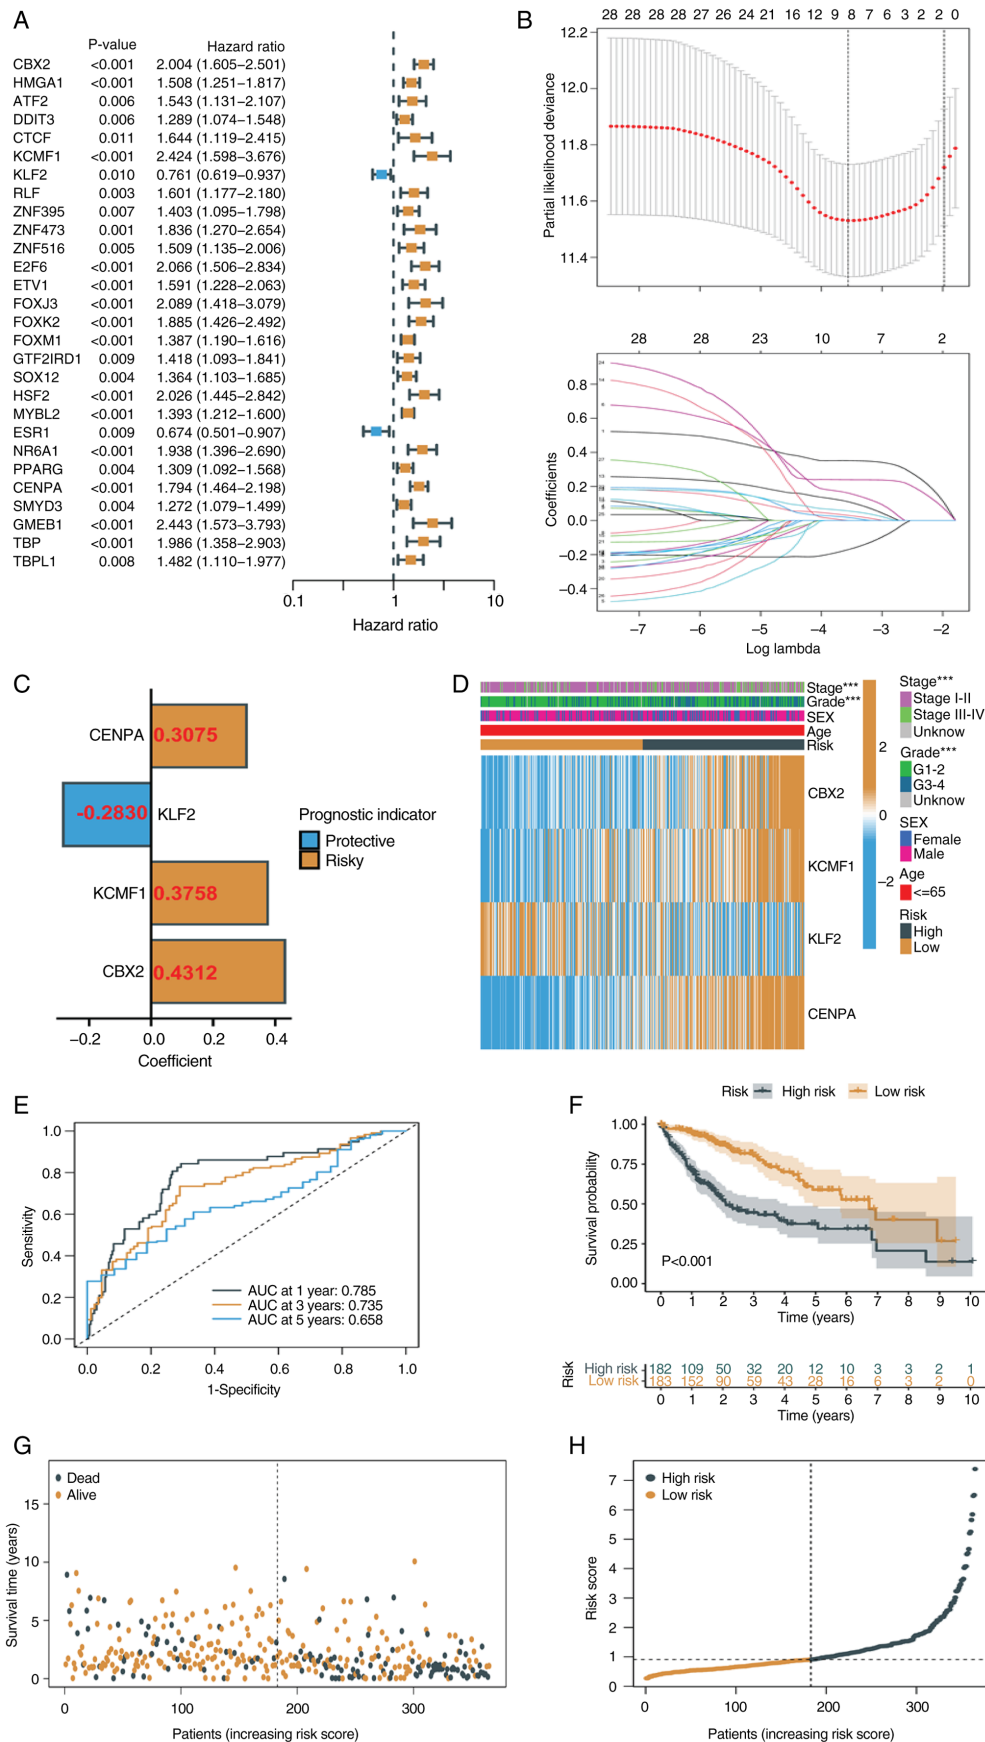 A
P-value Hazard ratio
CBX2 <0.001 2.004 (1.605–2.501)
HMGA1 <0.001 1.508 (1.251–1.817)
ATF2 0.006 1.543 (1.131–2.107)
DDIT3 0.006 1.289 (1.074–1.548)
CTCF 0.011 1.644 (1.119–2.415)
KCMF1 <0.001 2.424 (1.598–3.676)
KLF2 0.010 0.761 (0.619–0.937)
RLF 0.003 1.601 (1.177–2.180)
ZNF395 0.007 1.403 (1.095–1.798)
ZNF473 0.001 1.836 (1.270–2.654)
ZNF516 0.005 1.509 (1.135–2.006)
E2F6 <0.001 2.066 (1.506–2.834)
ETV1 <0.001 1.591 (1.228–2.063)
FOXJ3 <0.001 2.089 (1.418–3.079)
FOXK2 <0.001 1.885 (1.426–2.492)
FOXM1 <0.001 1.387 (1.190–1.616)
GTF2IRD1 0.009 1.418 (1.093–1.841)
SOX12 0.004 1.364 (1.103–1.685)
HSF2 <0.001 2.026 (1.445–2.842)
MYBL2 <0.001 1.393 (1.212–1.600)
ESR1 0.009 0.674 (0.501–0.907)
NR6A1 <0.001 1.938 (1.396–2.690)
PPARG 0.004 1.309 (1.092–1.568)
CENPA <0.001 1.794 (1.464–2.198)
SMYD3 0.004 1.272 (1.079–1.499)
GMEB1 <0.001 2.443 (1.573–3.793)
TBP <0.001 1.986 (1.358–2.903)
TBPL1 0.008 1.482 (1.110–1.977)
0.1 1 10
Hazard ratio
B
28 28 28 28 27 26 24 21 16 12 9 8 7 6 3 2 2 0
12.2
12.0
11.8
11.6
11.4
Partial likelihood deviance
28 28 23 10 7 2
0.8
0.6
0.4
0.2
0.0
−0.2
−0.4
Coefficients
−7 −6 −5 −4 −3 −2
Log lambda
C
CENPA 0.3075
-0.2830 KLF2
KCMF1 0.3758
CBX2 0.4312
−0.2 0.0 0.2 0.4
Coefficient
Prognostic indicator
Protective
Risky
D
Stage***
Grade***
SEX
Age
Risk
CBX2
KCMF1
KLF2
CENPA
2
0
−2
Stage***
Stage I-II
Stage III-IV
Unknow
Grade***
G1-2
G3-4
Unknow
SEX
Female
Male
Age
<=65
Risk
High
Low
E
1.0
0.8
0.6
0.4
0.2
0.0
Sensitivity
AUC at 1 year: 0.785
AUC at 3 years: 0.735
AUC at 5 years: 0.658
0.0 0.2 0.4 0.6 0.8 1.0
1-Specificity
F
Risk High risk Low risk
1.00
0.75
0.50
0.25
0.00
Survival probability
P<0.001
0 1 2 3 4 5 6 7 8 9 10
Time (years)
Risk
High risk 182 109 50 32 20 12 10 3 3 2 1
Low risk 183 152 90 59 43 28 16 6 3 2 0
0 1 2 3 4 5 6 7 8 9 10
Time (years)
G
Dead
Alive
15
10
5
0
Survival time (years)
0 100 200 300
Patients (increasing risk score)
H
High risk
Low risk
7
6
5
4
3
2
1
0
Risk score
0 100 200 300
Patients (increasing risk score)